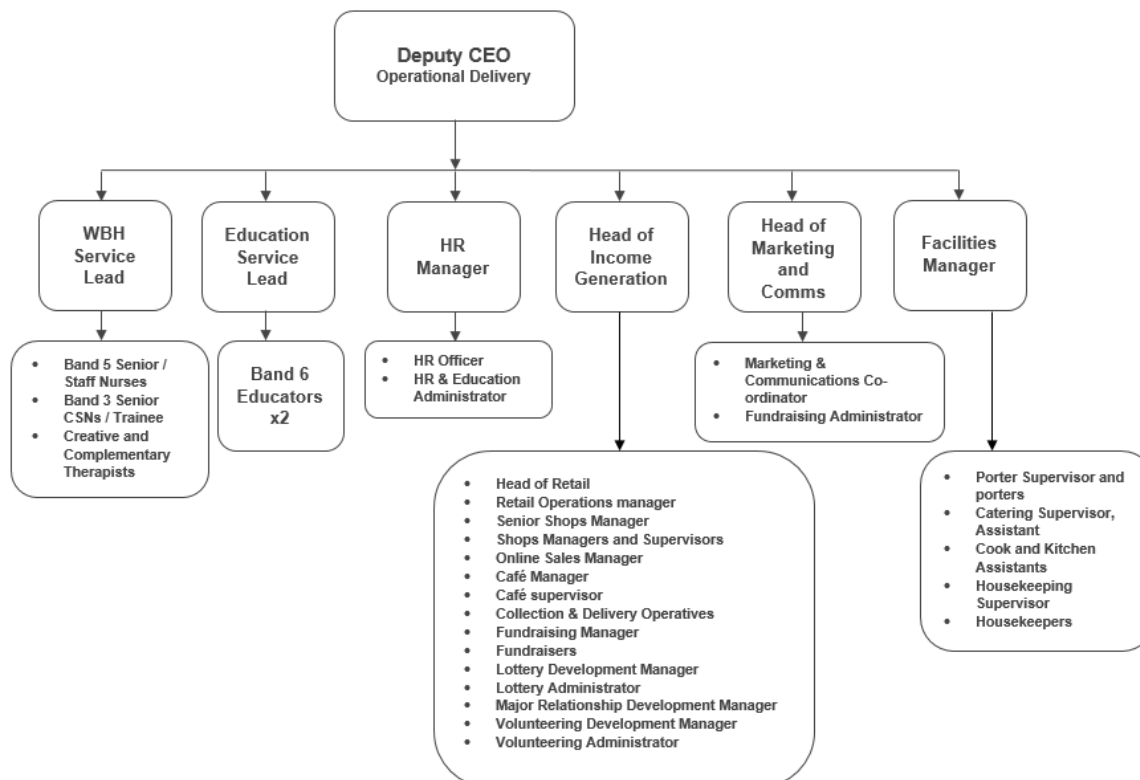 Deputy CEO
Operational Delivery
WBH
Service
Lead
Education
Service
Lead
HR
Manager
Head of
Income
Generation
Head of
Marketing
and
Comms
Facilities
Manager
• Band 5 Senior /
Staff Nurses
• Band 3 Senior
CSNs / Trainee
• Creative and
Complementary
Therapists
Band 6
Educators
x2
• HR Officer
• HR & Education
Administrator
• Marketing &
Communications Co-
ordinator
• Fundraising Administrator
• Head of Retail
• Retail Operations manager
• Senior Shops Manager
• Shops Managers and Supervisors
• Online Sales Manager
• Café Manager
• Café supervisor
• Collection & Delivery Operatives
• Fundraising Manager
• Fundraisers
• Lottery Development Manager
• Lottery Administrator
• Major Relationship Development Manager
• Volunteering Development Manager
• Volunteering Administrator
• Porter Supervisor and
porters
• Catering Supervisor,
Assistant
• Cook and Kitchen
Assistants
• Housekeeping
Supervisor
• Housekeepers